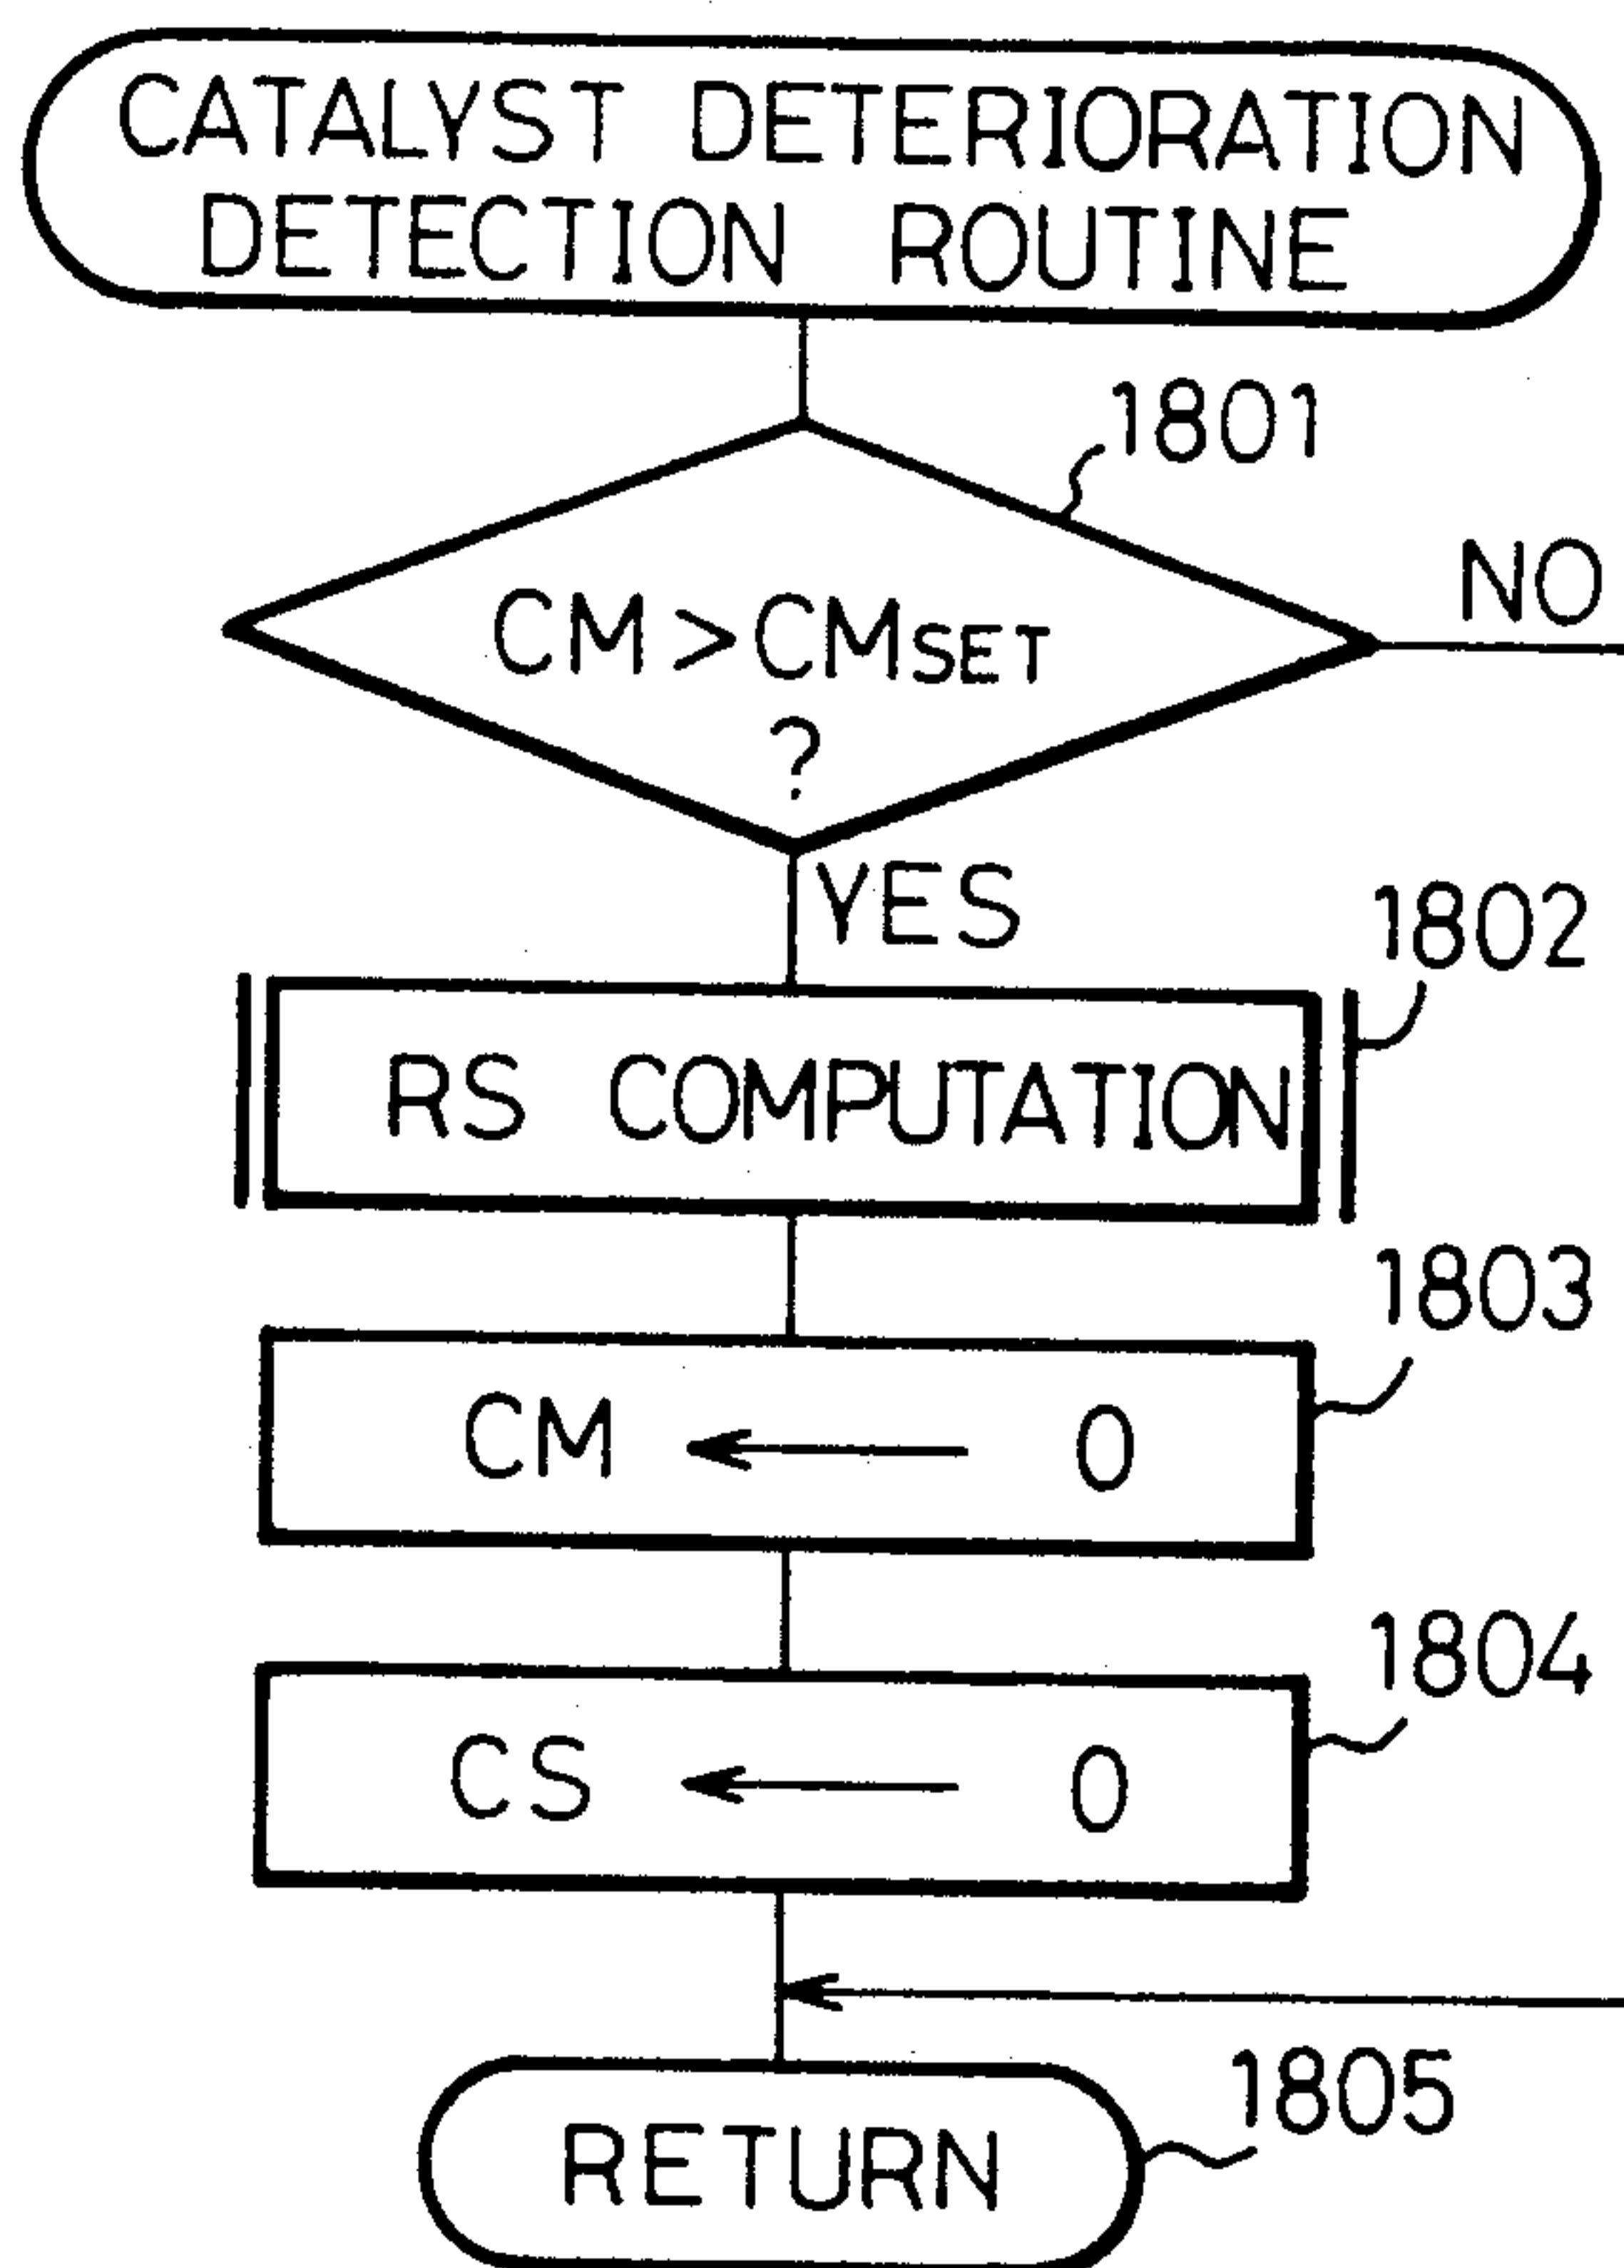 CATALYST DETERIORATION
DETECTION ROUTINE
1801
NO
CM>CMSET
?
YES
1802
RS COMPUTATION
1803
CM ← 0
1804
CS ← 0
1805
RETURN